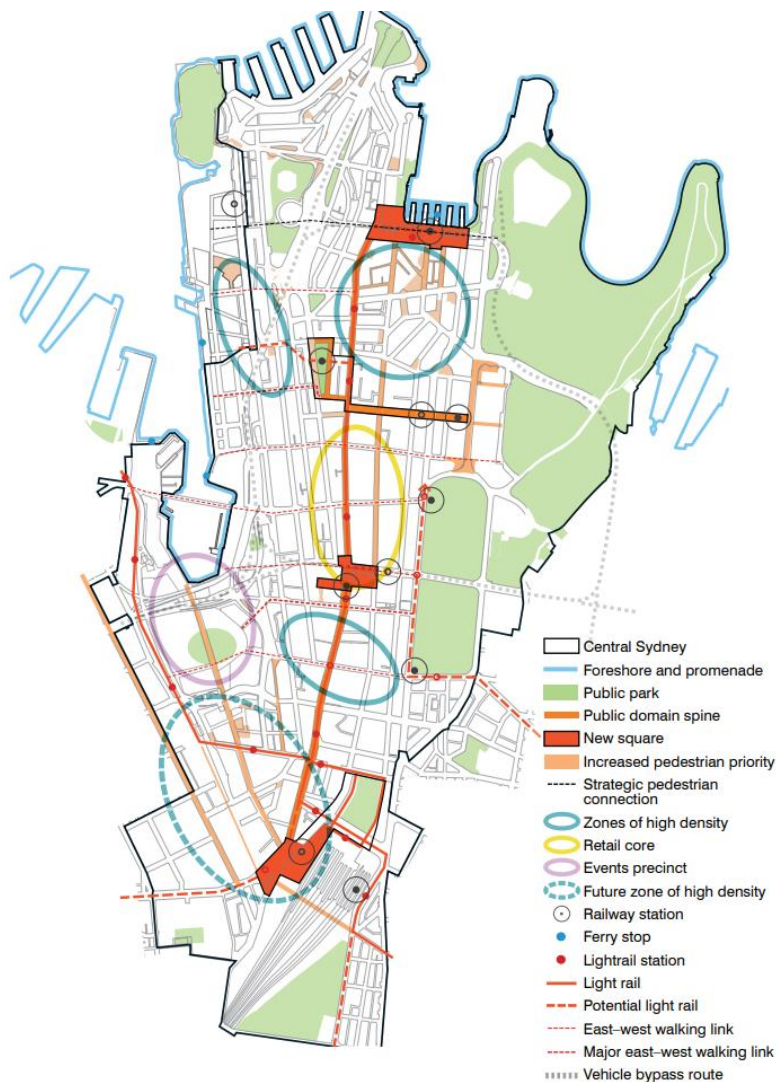 Central Sydney
Foreshore and promenade
Public park
Public domain spine
New square
Increased pedestrian priority
Strategic pedestrian
connection
Zones of high density
Retail core
Events precinct
Future zone of high density
Railway station
Ferry stop
Lightrail station
Light rail
Potential light rail
East–west walking link
Major east–west walking link
Vehicle bypass route